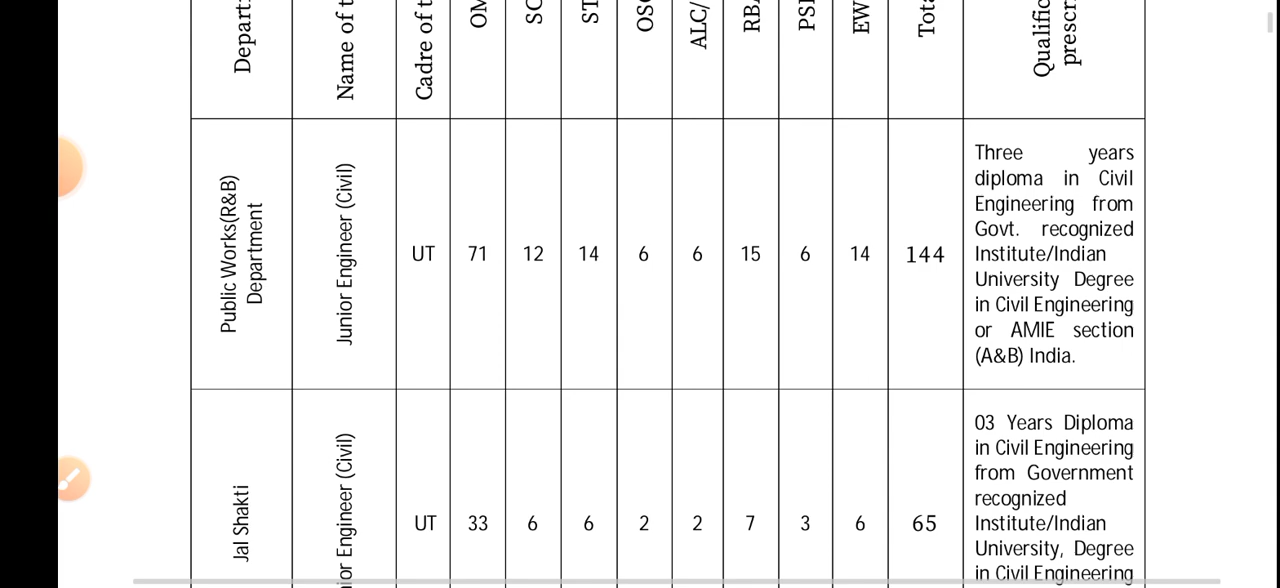 Depart
Name of t
Cadre of t
OM
SC
ST
OSC
ALC/
RBA
PSP
EW
Tota
Qualific
prescr
Public Works(R&B)
Department
Junior Engineer (Civil)
UT
71
12
14
6
6
15
6
14
144
Three years
diploma in Civil
Engineering from
Govt. recognized
Institute/Indian
University Degree
in Civil Engineering
or AMIE section
(A&B) India.
Jal Shakti
ior Engineer (Civil)
UT
33
6
6
2
2
7
3
6
65
03 Years Diploma
in Civil Engineering
from Government
recognized
Institute/Indian
University, Degree
in Civil Engineering